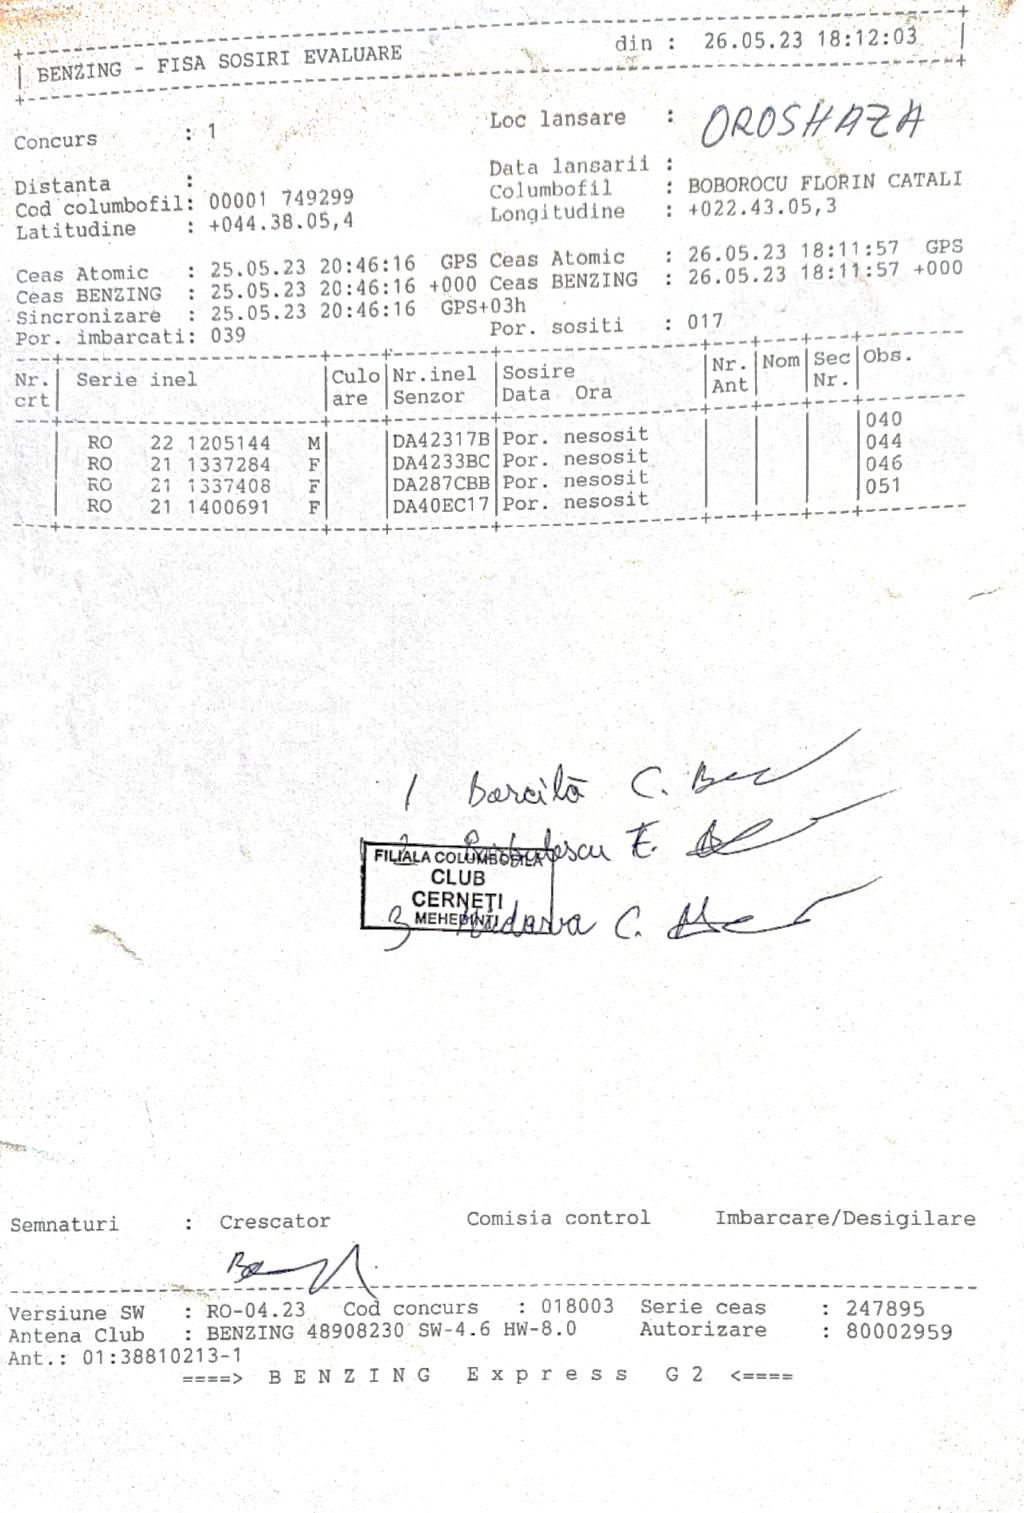 BENZING - FISA SOSIRI EVALUARE din : 26.05.23 18:12:03
Concurs : 1 Loc lansare : OROSHAZA
Distanta : Data lansarii :
Cod columbofil: 00001 749299 Columbofil : BOBOROCU FLORIN CATALI
Latitudine : +044.38.05,4 Longitudine : +022.43.05,3
Ceas Atomic : 25.05.23 20:46:16 GPS Ceas Atomic : 26.05.23 18:11:57 GPS
Ceas BENZING : 25.05.23 20:46:16 +000 Ceas BENZING : 26.05.23 18:11:57 +000
Sincronizare : 25.05.23 20:46:16 GPS+03h
Por. imbarcati: 039 Por. sositi : 017
Nr. Serie inel Culo Nr.inel Sosire Nr. Nom Sec Obs.
crt are Senzor Data Ora Ant Nr.
RO 22 1205144 M DA42317B Por. nesosit 040
RO 21 1337284 F DA4233BC Por. nesosit 044
RO 21 1337408 F DA287CBB Por. nesosit 046
RO 21 1400691 F DA40EC17 Por. nesosit 051
1 Barcilă C.
E.
FILIALA COLUMBOFILA
CLUB
CERNEȚI
MEHEDINȚI
3 C.
Semnaturi : Crescator Comisia control Imbarcare/Desigilare
Versiune SW : RO-04.23 Cod concurs : 018003 Serie ceas : 247895
Antena Club : BENZING 48908230 SW-4.6 HW-8.0 Autorizare : 80002959
Ant.: 01:38810213-1
====> B E N Z I N G E x p r e s s G 2 <====